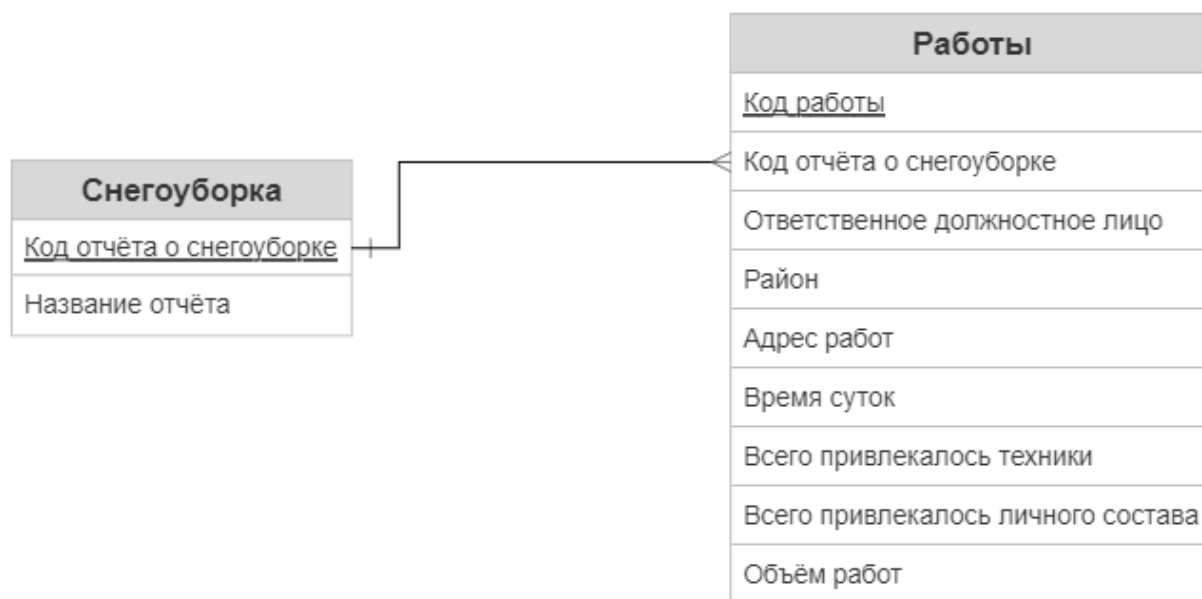 Снегоуборка
Код отчёта о снегоуборке
Название отчёта
Работы
Код работы
Код отчёта о снегоуборке
Ответственное должностное лицо
Район
Адрес работ
Время суток
Всего привлекалось техники
Всего привлекалось личного состава
Объём работ